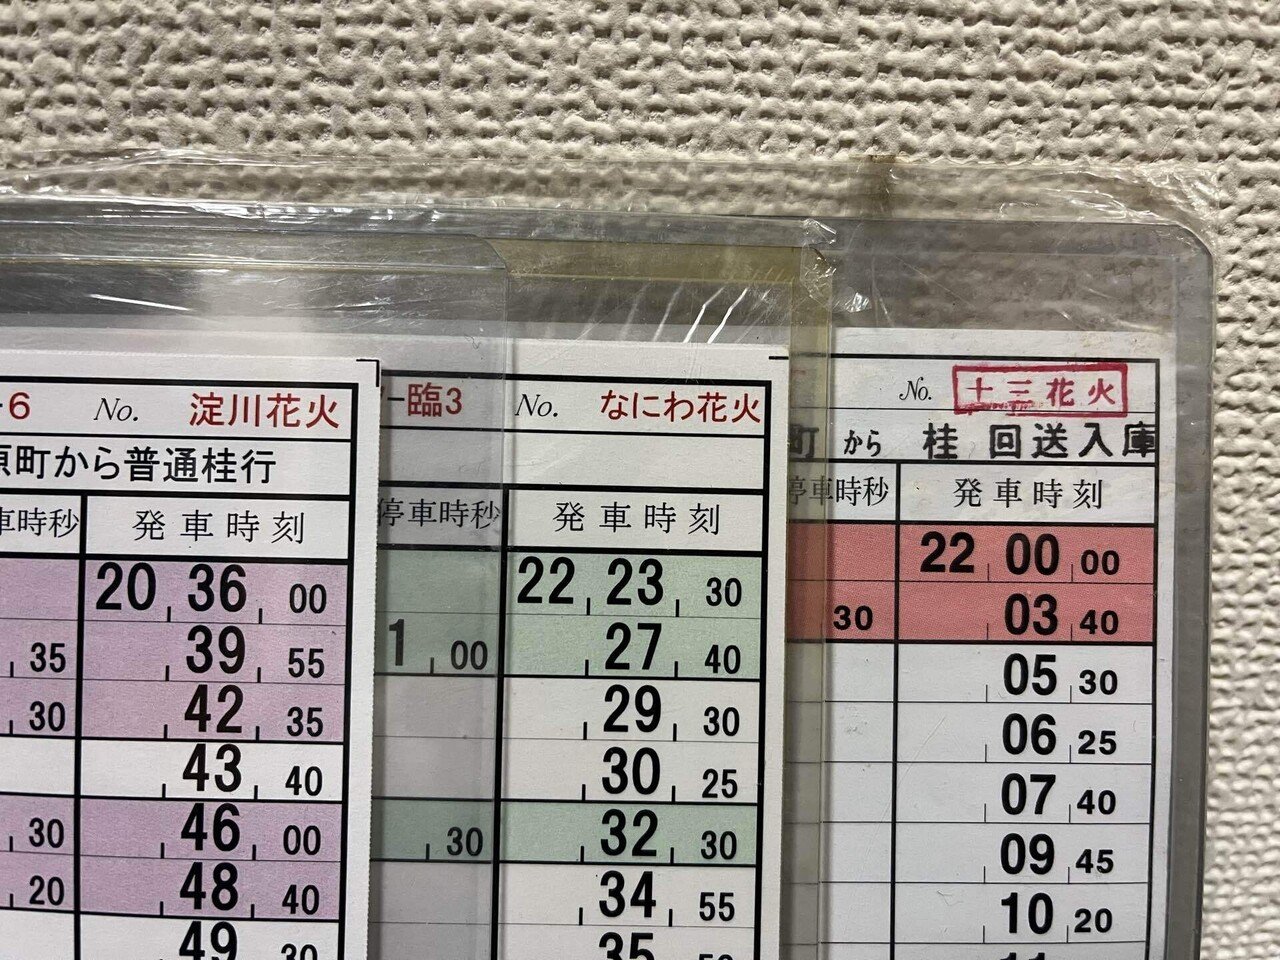 -6 No. 淀川花火
原町から普通桂行
車時秒 発車時刻
20 36 00
35 39 55
30 42 35
43 40
30 46 00
20 48 40
49 30
-臨3 No. なにわ花火
停車時秒 発車時刻
22 23 30
1 00 27 40
29 30
30 25
30 32 30
34 55
35
No. 十三花火
町 から 桂 回送入庫
停車時秒 発車時刻
22 00 00
30 03 40
05 30
06 25
07 40
09 45
10 20